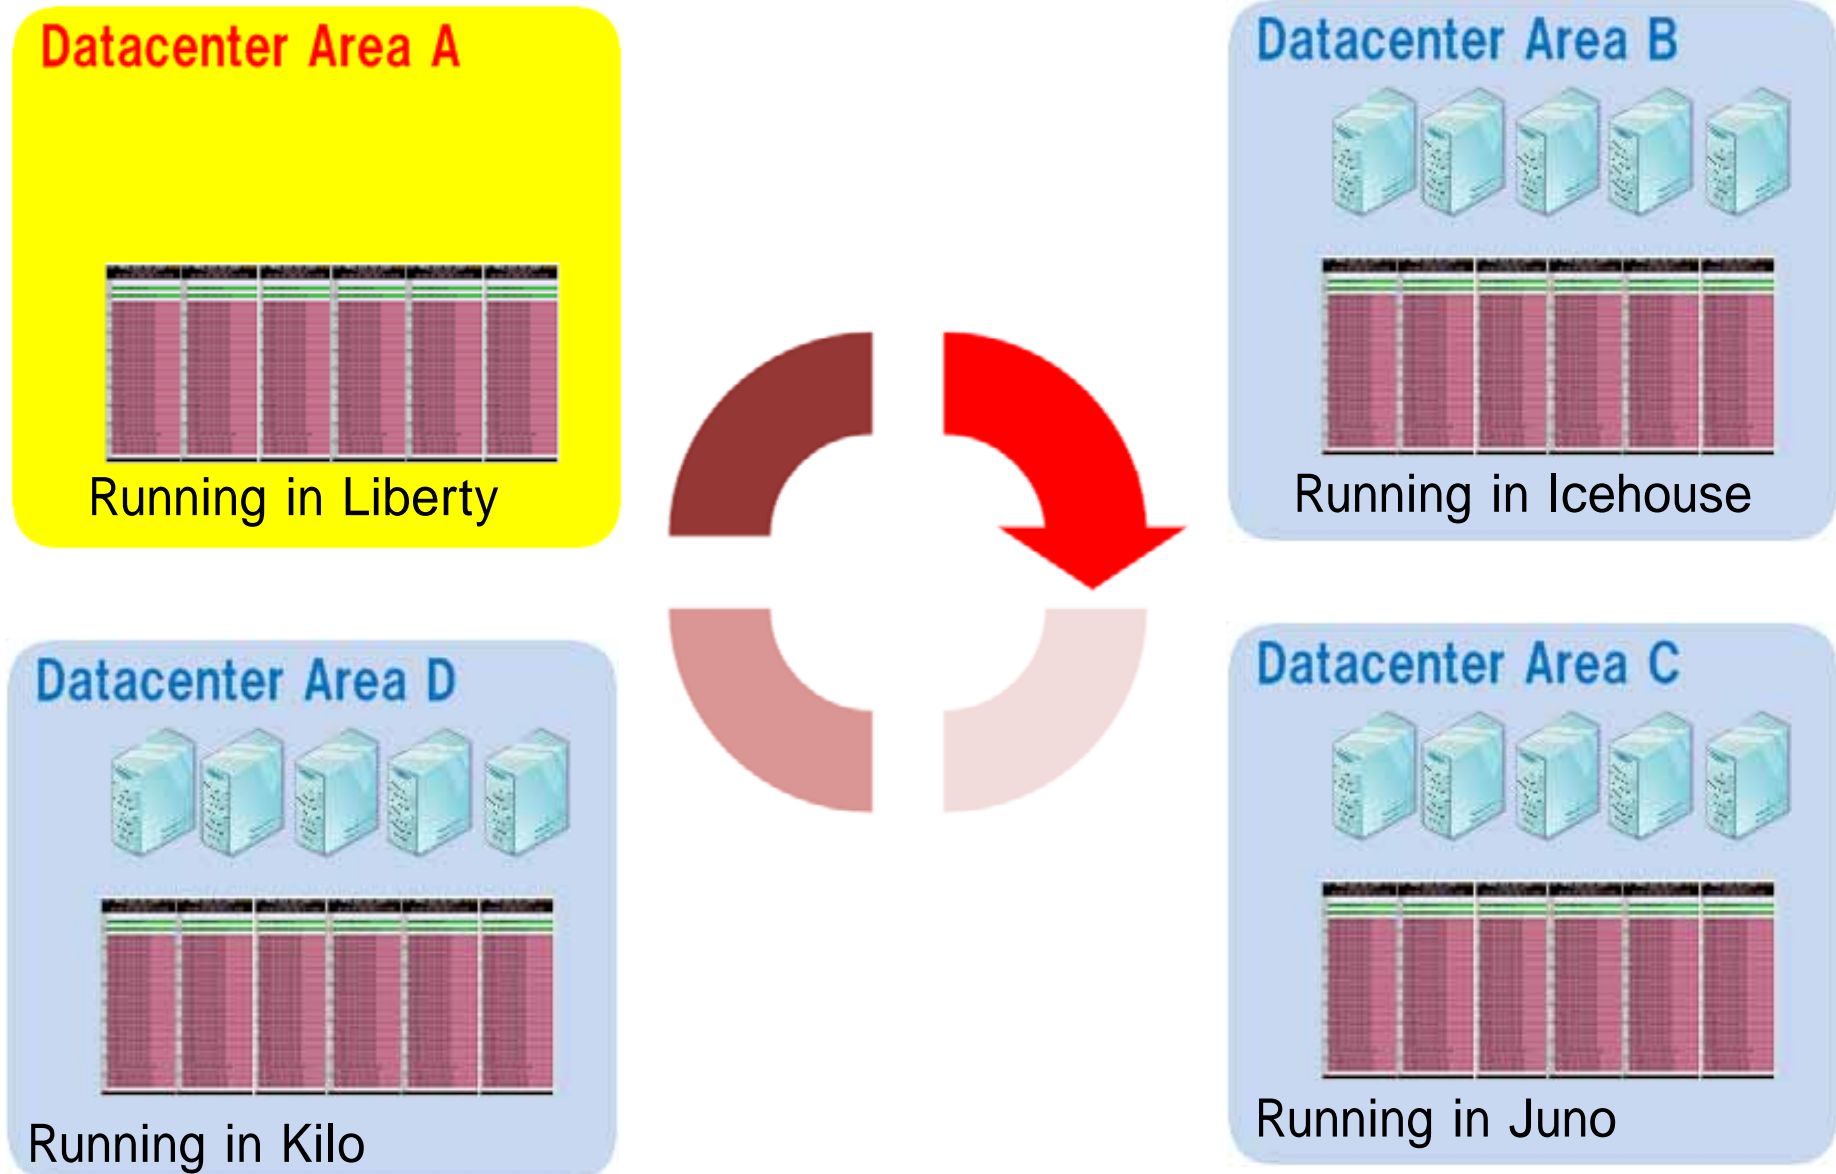 Datacenter Area A
Running in Liberty
Datacenter Area B
Running in Icehouse
Datacenter Area D
Running in Kilo
Datacenter Area C
Running in Juno